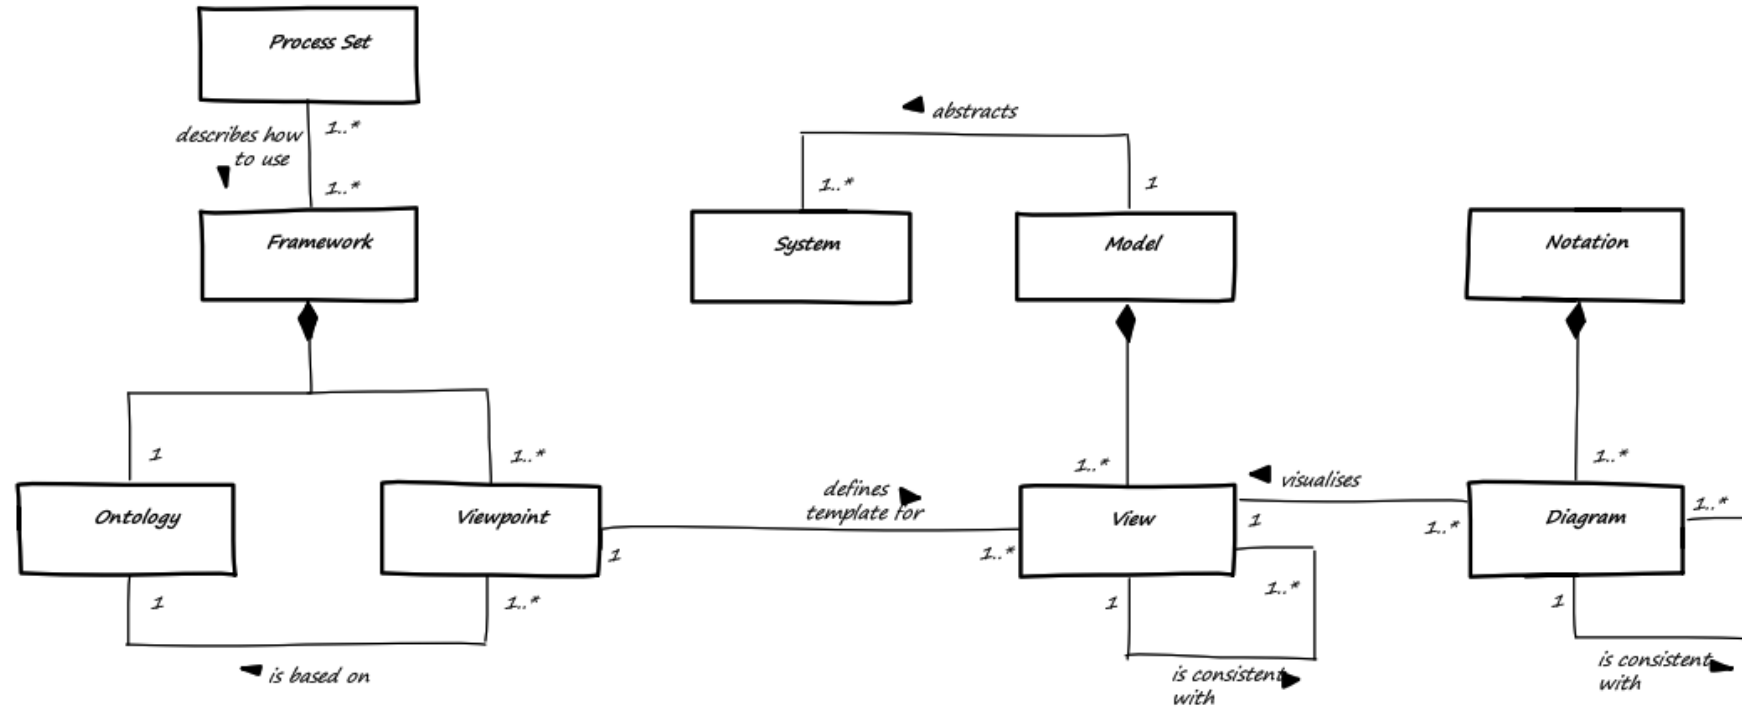 Process Set
describes how
to use
1..*
1..*
Framework
abstracts
1..*
1
System
Model
Notation
1
1..*
1..*
1..*
Ontology
Viewpoint
defines
template for
1
1..*
View
visualises
1
1..*
Diagram
1..*
1
1..*
is based on
1
1..*
is consistent
with
1
is consistent
with